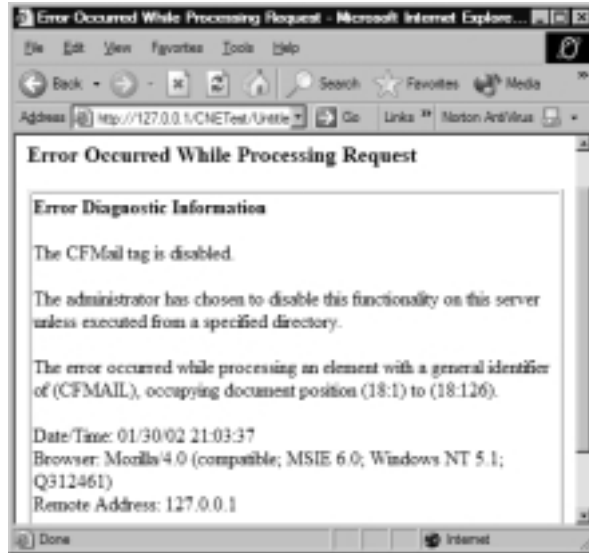 Error Occurred While Processing Request - Microsoft Internet Explore...
File Edit View Favorites Tools Help
Back Search Favorites Media »
Address http://127.0.0.1/CNETest/Untitle Go Links » Norton AntiVirus
Error Occurred While Processing Request
Error Diagnostic Information
The CFMail tag is disabled.
The administrator has chosen to disable this functionality on this server
unless executed from a specified directory.
The error occurred while processing an element with a general identifier
of (CFMAIL), occupying document position (18:1) to (18:126).
Date/Time: 01/30/02 21:03:37
Browser: Mozilla/4.0 (compatible; MSIE 6.0; Windows NT 5.1;
Q312461)
Remote Address: 127.0.0.1
Done Internet